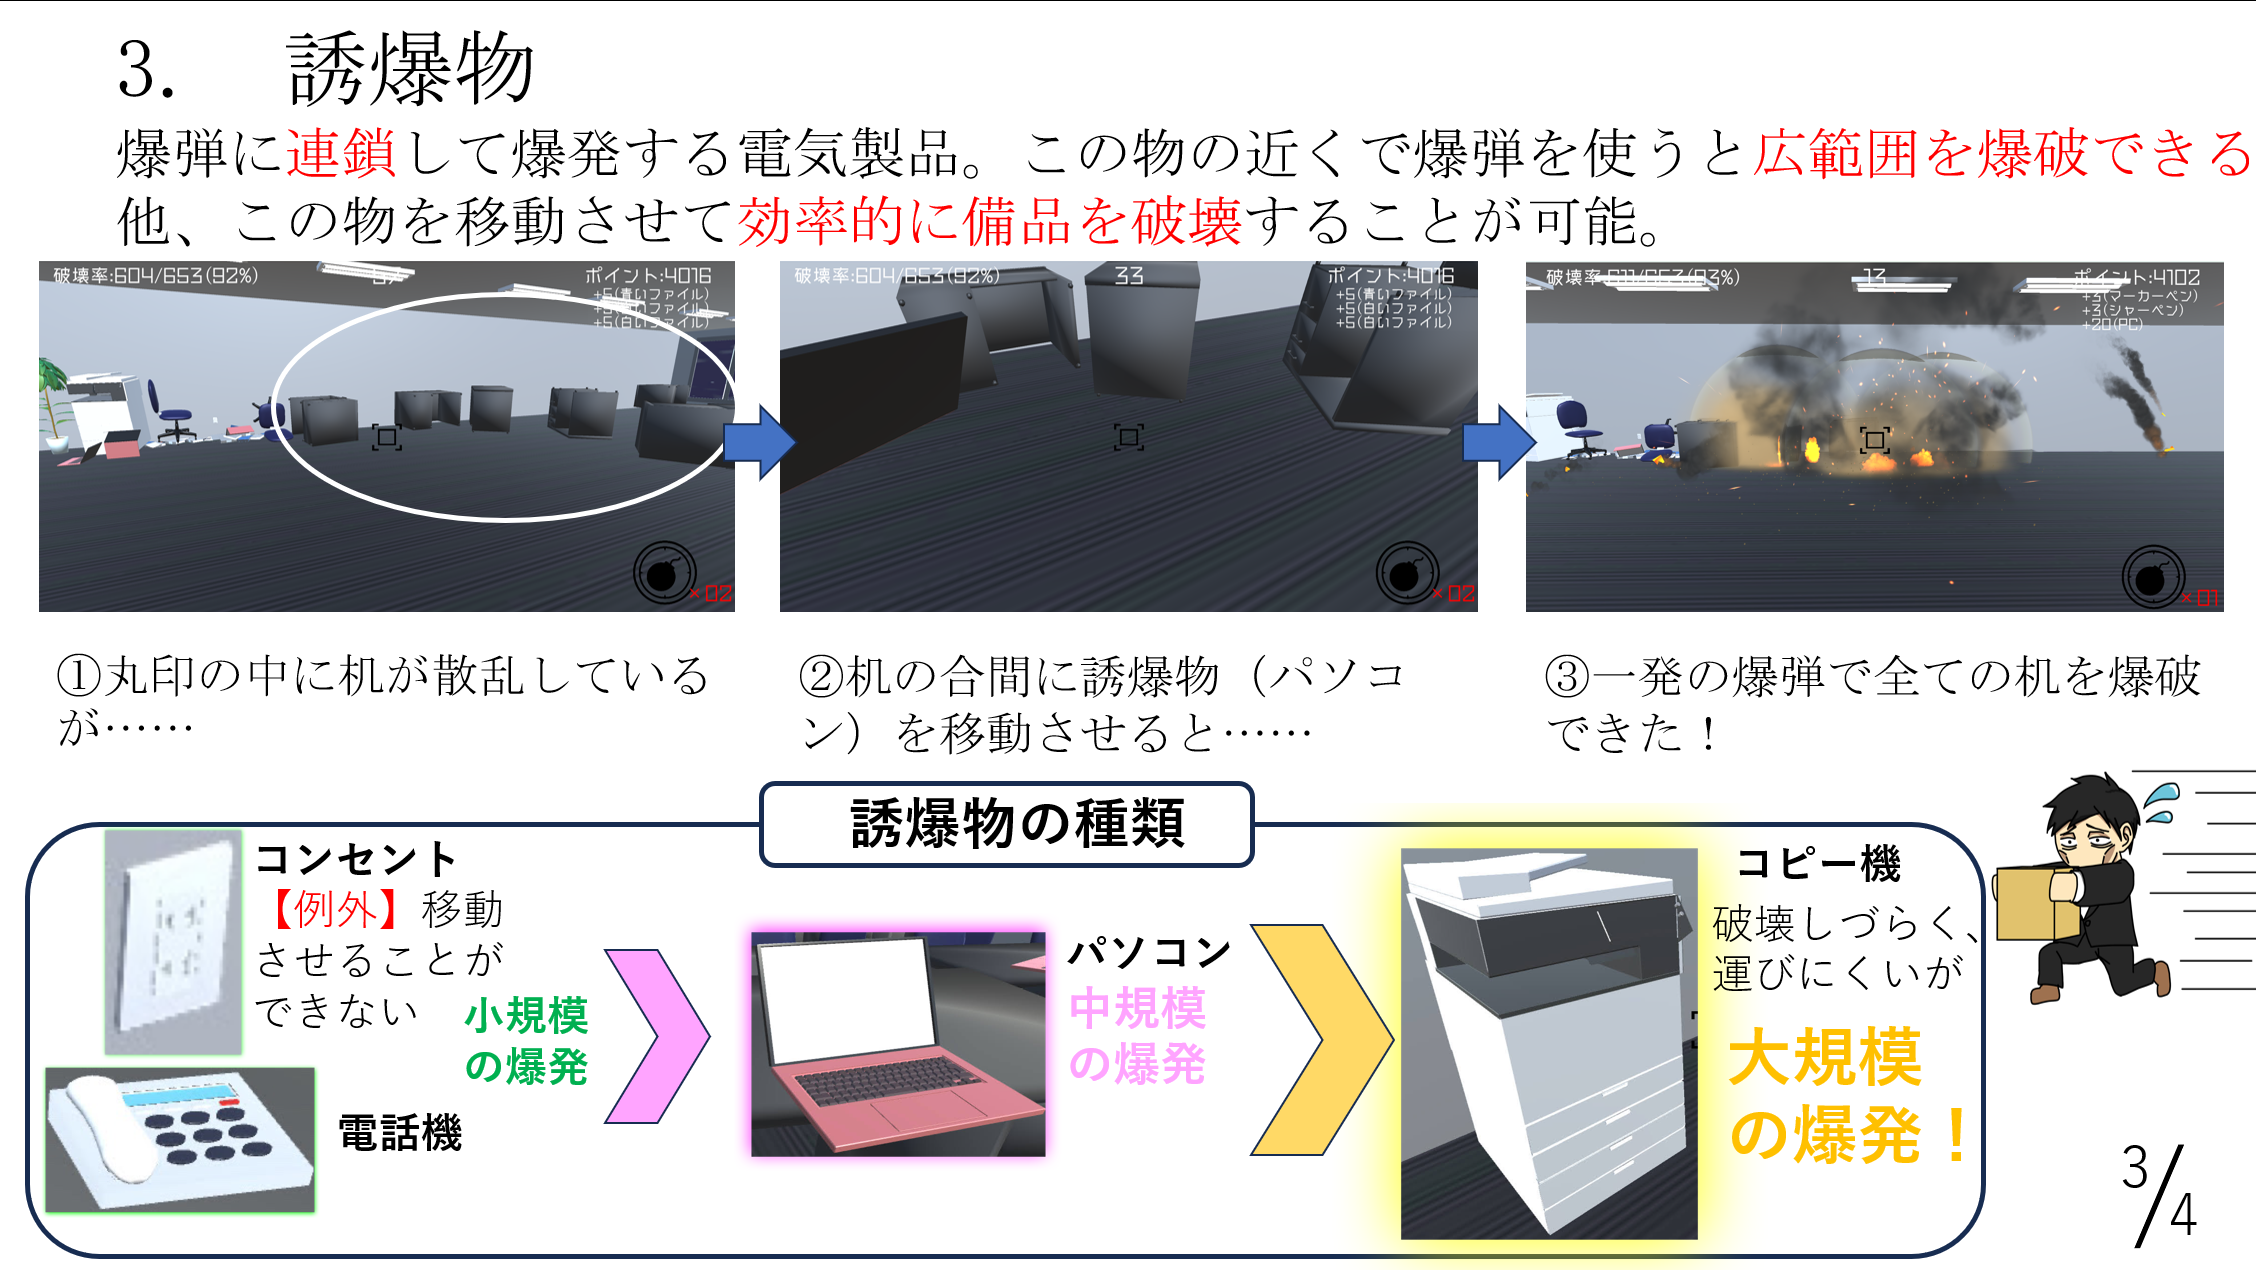 3.　誘爆物
爆弾に連鎖して爆発する電気製品。この物の近くで爆弾を使うと広範囲を爆破できる
他、この物を移動させて効率的に備品を破壊することが可能。
破壊率:604/653(92%)
ポイント:4016
+5(青いファイル)
+5(白いファイル)
+5(白いファイル)
×02
破壊率:604/653(92%)
33
ポイント:4016
+5(青いファイル)
+5(白いファイル)
+5(白いファイル)
×02
破壊率:611/653(93%)
13
ポイント:4102
+3(マーカーペン)
+3(シャーペン)
+20(PC)
×01
①丸印の中に机が散乱している
が……
②机の合間に誘爆物（パソコ
ン）を移動させると……
③一発の爆弾で全ての机を爆破
できた！
誘爆物の種類
コンセント
【例外】移動
させることが
できない
小規模
の爆発
電話機
パソコン
中規模
の爆発
コピー機
破壊しづらく、
運びにくいが
大規模
の爆発！
3/4